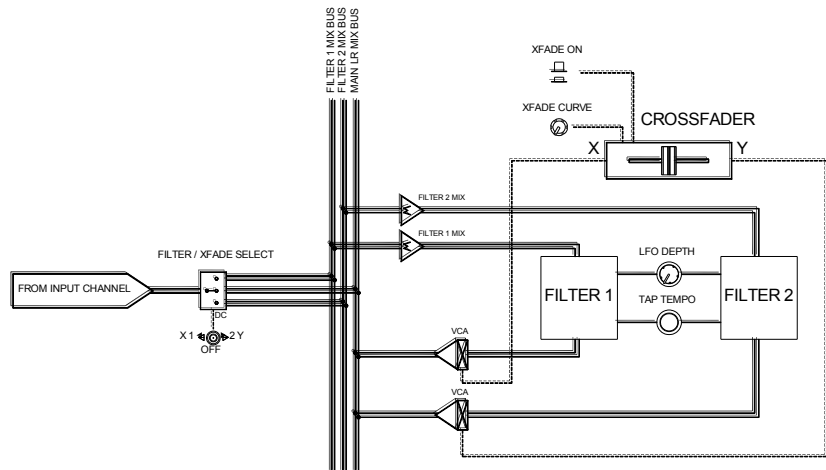 FILTER 1 MIX BUS
FILTER 2 MIX BUS
MAIN LR MIX BUS
XFADE ON
XFADE CURVE
CROSSFADER
X
Y
FILTER 2 MIX
FILTER 1 MIX
FILTER / XFADE SELECT
FROM INPUT CHANNEL
DC
X 1
2 Y
OFF
LFO DEPTH
FILTER 1
FILTER 2
TAP TEMPO
VCA
VCA